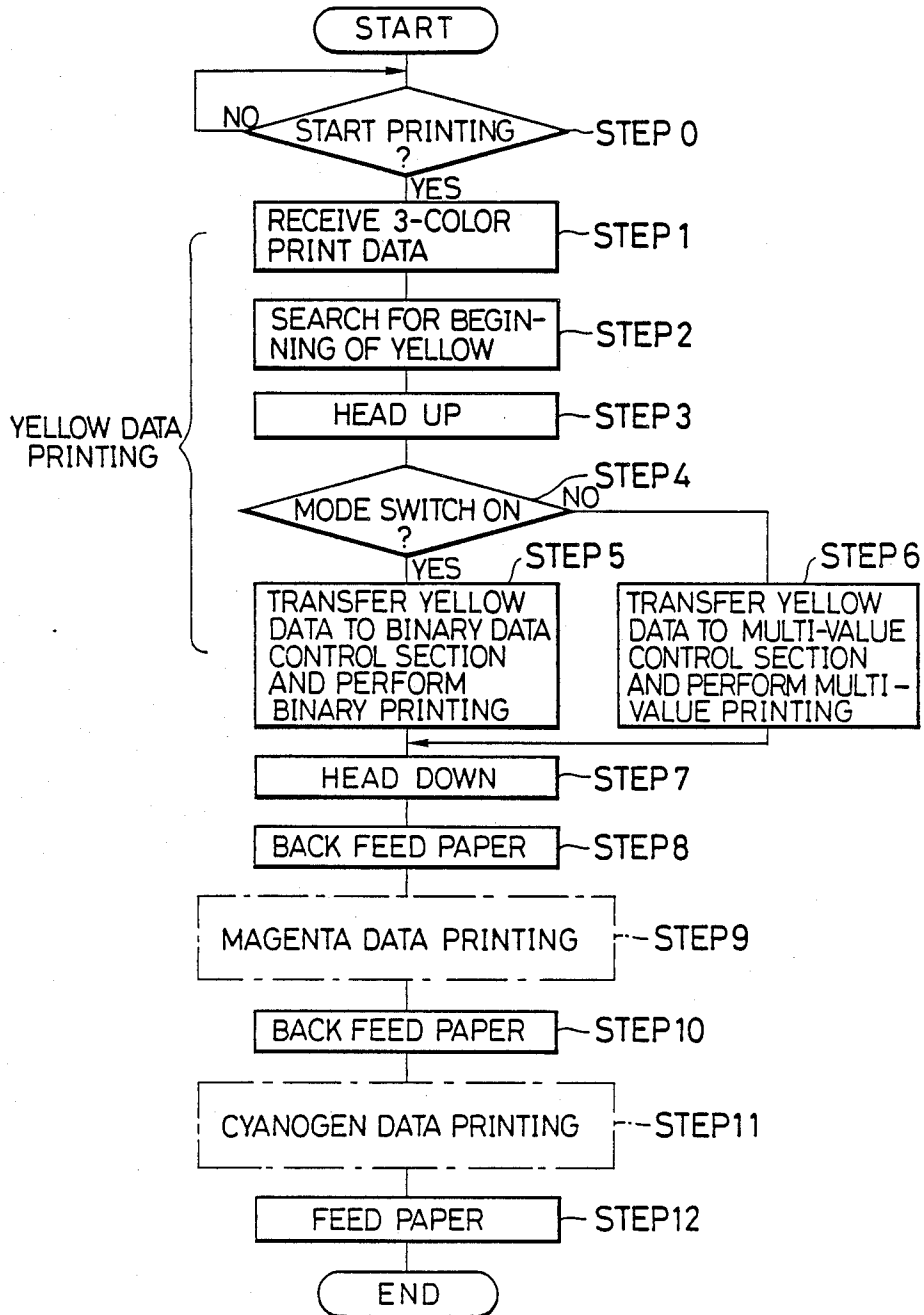 START
NO
START PRINTING
?
STEP 0
YES
RECEIVE 3-COLOR
PRINT DATA
STEP 1
SEARCH FOR BEGIN-
NING OF YELLOW
STEP 2
HEAD UP
STEP 3
YELLOW DATA
PRINTING
STEP 4
MODE SWITCH ON
?
NO
YES
STEP 5
STEP 6
TRANSFER YELLOW
DATA TO BINARY DATA
CONTROL SECTION
AND PERFORM
BINARY PRINTING
TRANSFER YELLOW
DATA TO MULTI-VALUE
CONTROL SECTION
AND PERFORM MULTI-
VALUE PRINTING
HEAD DOWN
STEP 7
BACK FEED PAPER
STEP 8
MAGENTA DATA PRINTING
STEP 9
BACK FEED PAPER
STEP 10
CYANOGEN DATA PRINTING
STEP 11
FEED PAPER
STEP 12
END